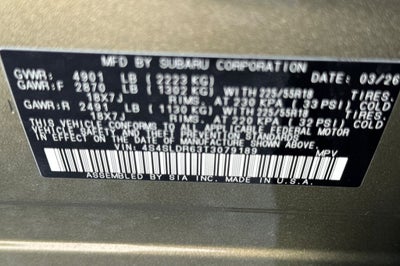 MFD. BY SUBARU CORPORATION DATE: 03/26
GVWR: 4901 LB (2223 KG)
GAWR:F 2870 LB (1302 KG) WITH 225/55R18 TIRES.
18X7J RIMS. AT 230 KPA (33 PSI) COLD
GAWR:R 2491 LB (1130 KG) WITH 225/55R18 TIRES.
18X7J RIMS. AT 220 KPA (32 PSI) COLD
THIS VEHICLE CONFORMS TO ALL APPLICABLE FEDERAL MOTOR
VEHICLE SAFETY, BUMPER, AND THEFT PREVENTION STANDARDS
IN EFFECT ON THE DATE OF MANUFACTURE SHOWN ABOVE.
VIN: MPV
ASSEMBLED BY SIA MADE IN U.S.A.